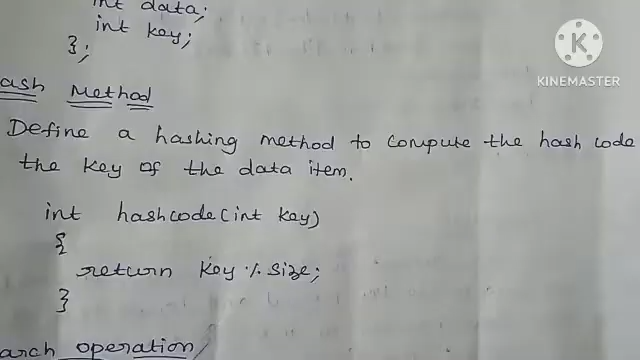 int data;
int key;
};
ash Method
Define a hashing method to compute the hash code
the key of the data item.
int hashcode(int key)
{
return key % size;
}
arch operation
K
KINEMASTER